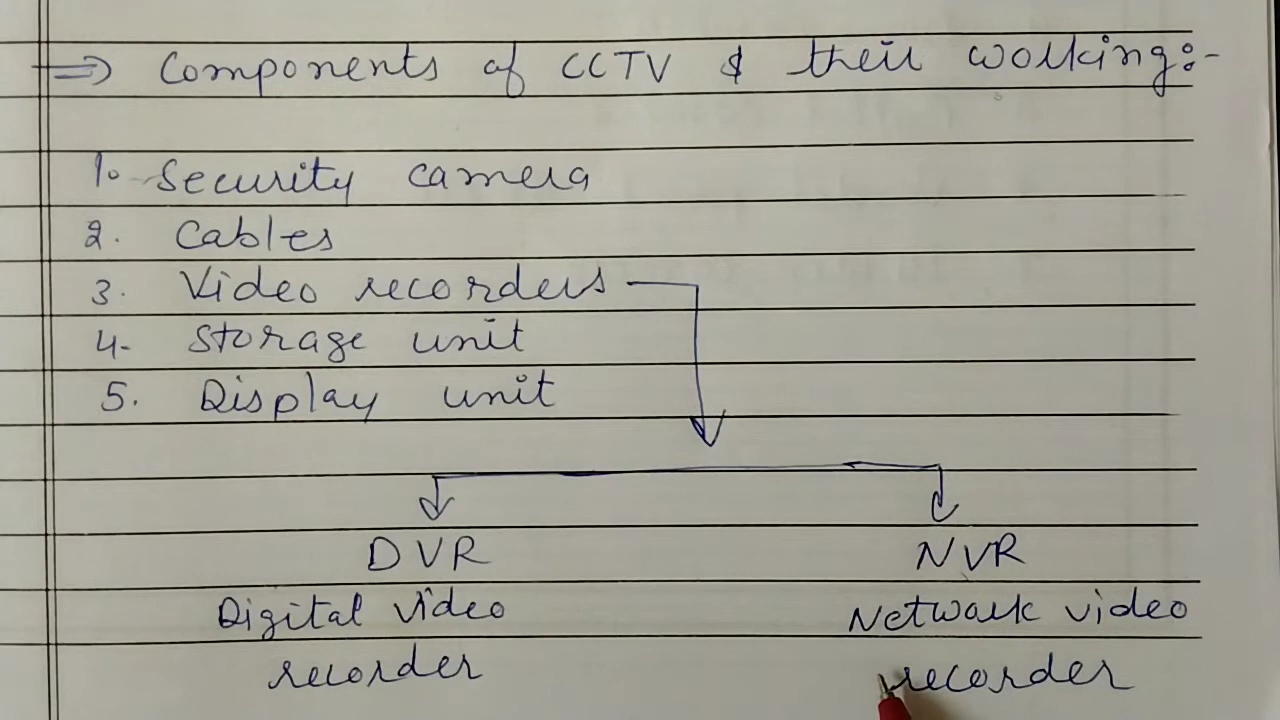 ⇒ Components of CCTV & their working:-
1. Security camera
2. Cables
3. Video recorders
4. Storage unit
5. Display unit
DVR NVR
Digital video Network video
recorder recorder